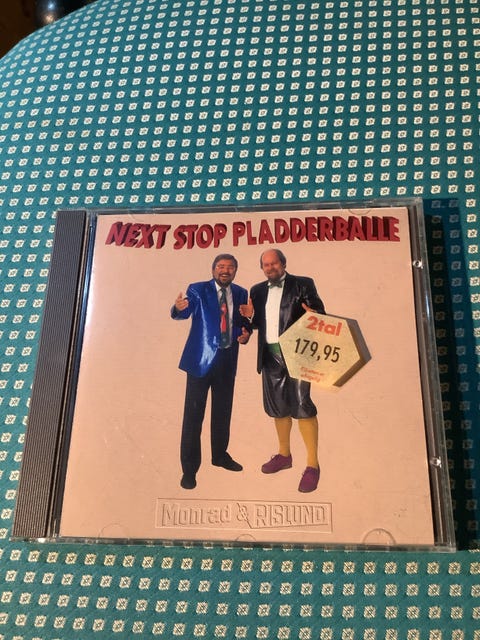 NEXT STOP PLADDERBALLE
2tal
179,95
Monrad & RISLUND